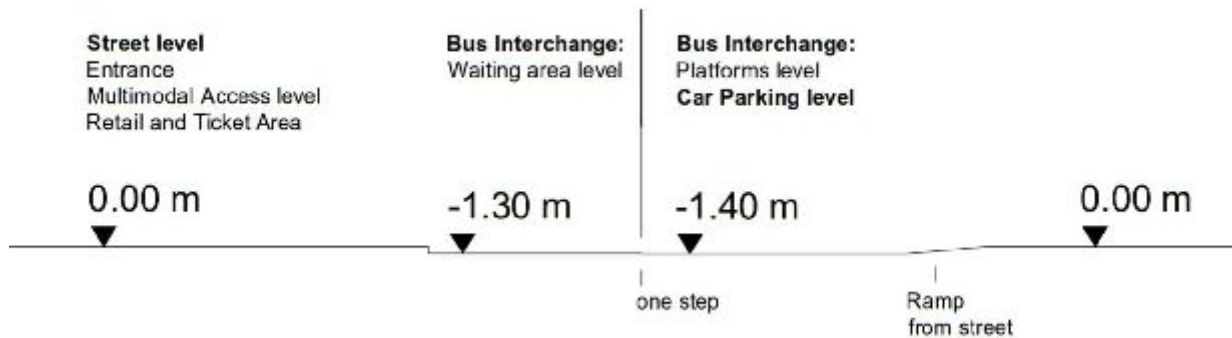 Street level
Entrance
Multimodal Access level
Retail and Ticket Area
Bus Interchange:
Waiting area level
Bus Interchange:
Platforms level
Car Parking level
0.00 m
-1.30 m
-1.40 m
0.00 m
one step
Ramp
from street